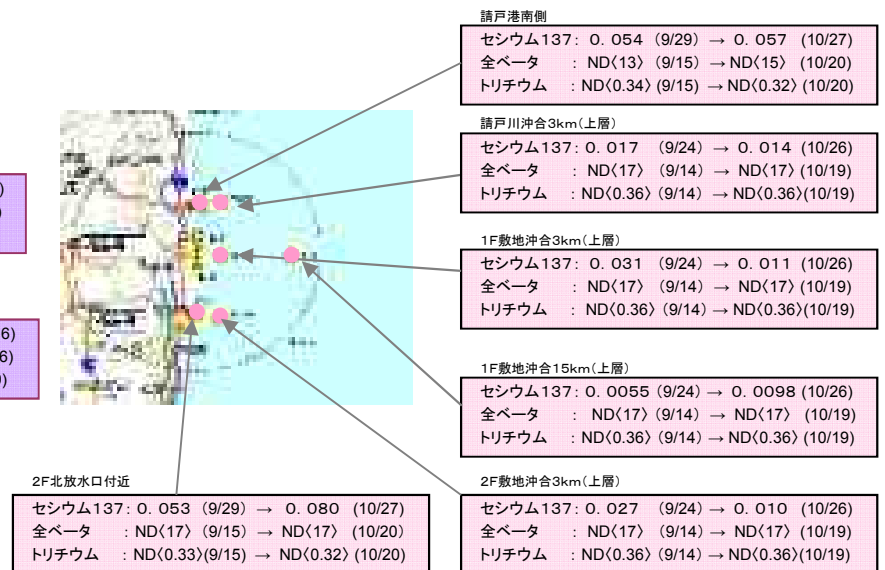 請戸港南側
セシウム137: 0.054 (9/29) → 0.057 (10/27)
全ベータ : ND〈13〉 (9/15) → ND〈15〉 (10/20)
トリチウム : ND〈0.34〉 (9/15) → ND〈0.32〉 (10/20)
請戸川沖合3km(上層)
セシウム137: 0.017 (9/24) → 0.014 (10/26)
全ベータ : ND〈17〉 (9/14) → ND〈17〉 (10/19)
トリチウム : ND〈0.36〉 (9/14) → ND〈0.36〉(10/19)
1F敷地沖合3km(上層)
セシウム137: 0.031 (9/24) → 0.011 (10/26)
全ベータ : ND〈17〉 (9/14) → ND〈17〉 (10/19)
トリチウム : ND〈0.36〉 (9/14) → ND〈0.36〉(10/19)
6)
6)
)
1F敷地沖合15km(上層)
セシウム137: 0.0055 (9/24) → 0.0098 (10/26)
全ベータ : ND〈17〉 (9/14) → ND〈17〉 (10/19)
トリチウム : ND〈0.36〉 (9/14) → ND〈0.36〉 (10/19)
2F北放水口付近
セシウム137: 0.053 (9/29) → 0.080 (10/27)
全ベータ : ND〈17〉 (9/15) → ND〈17〉 (10/20)
トリチウム : ND〈0.33〉(9/15) → ND〈0.32〉 (10/20)
2F敷地沖合3km(上層)
セシウム137: 0.027 (9/24) → 0.010 (10/26)
全ベータ : ND〈17〉 (9/14) → ND〈17〉 (10/19)
トリチウム : ND〈0.36〉 (9/14) → ND〈0.36〉(10/19)